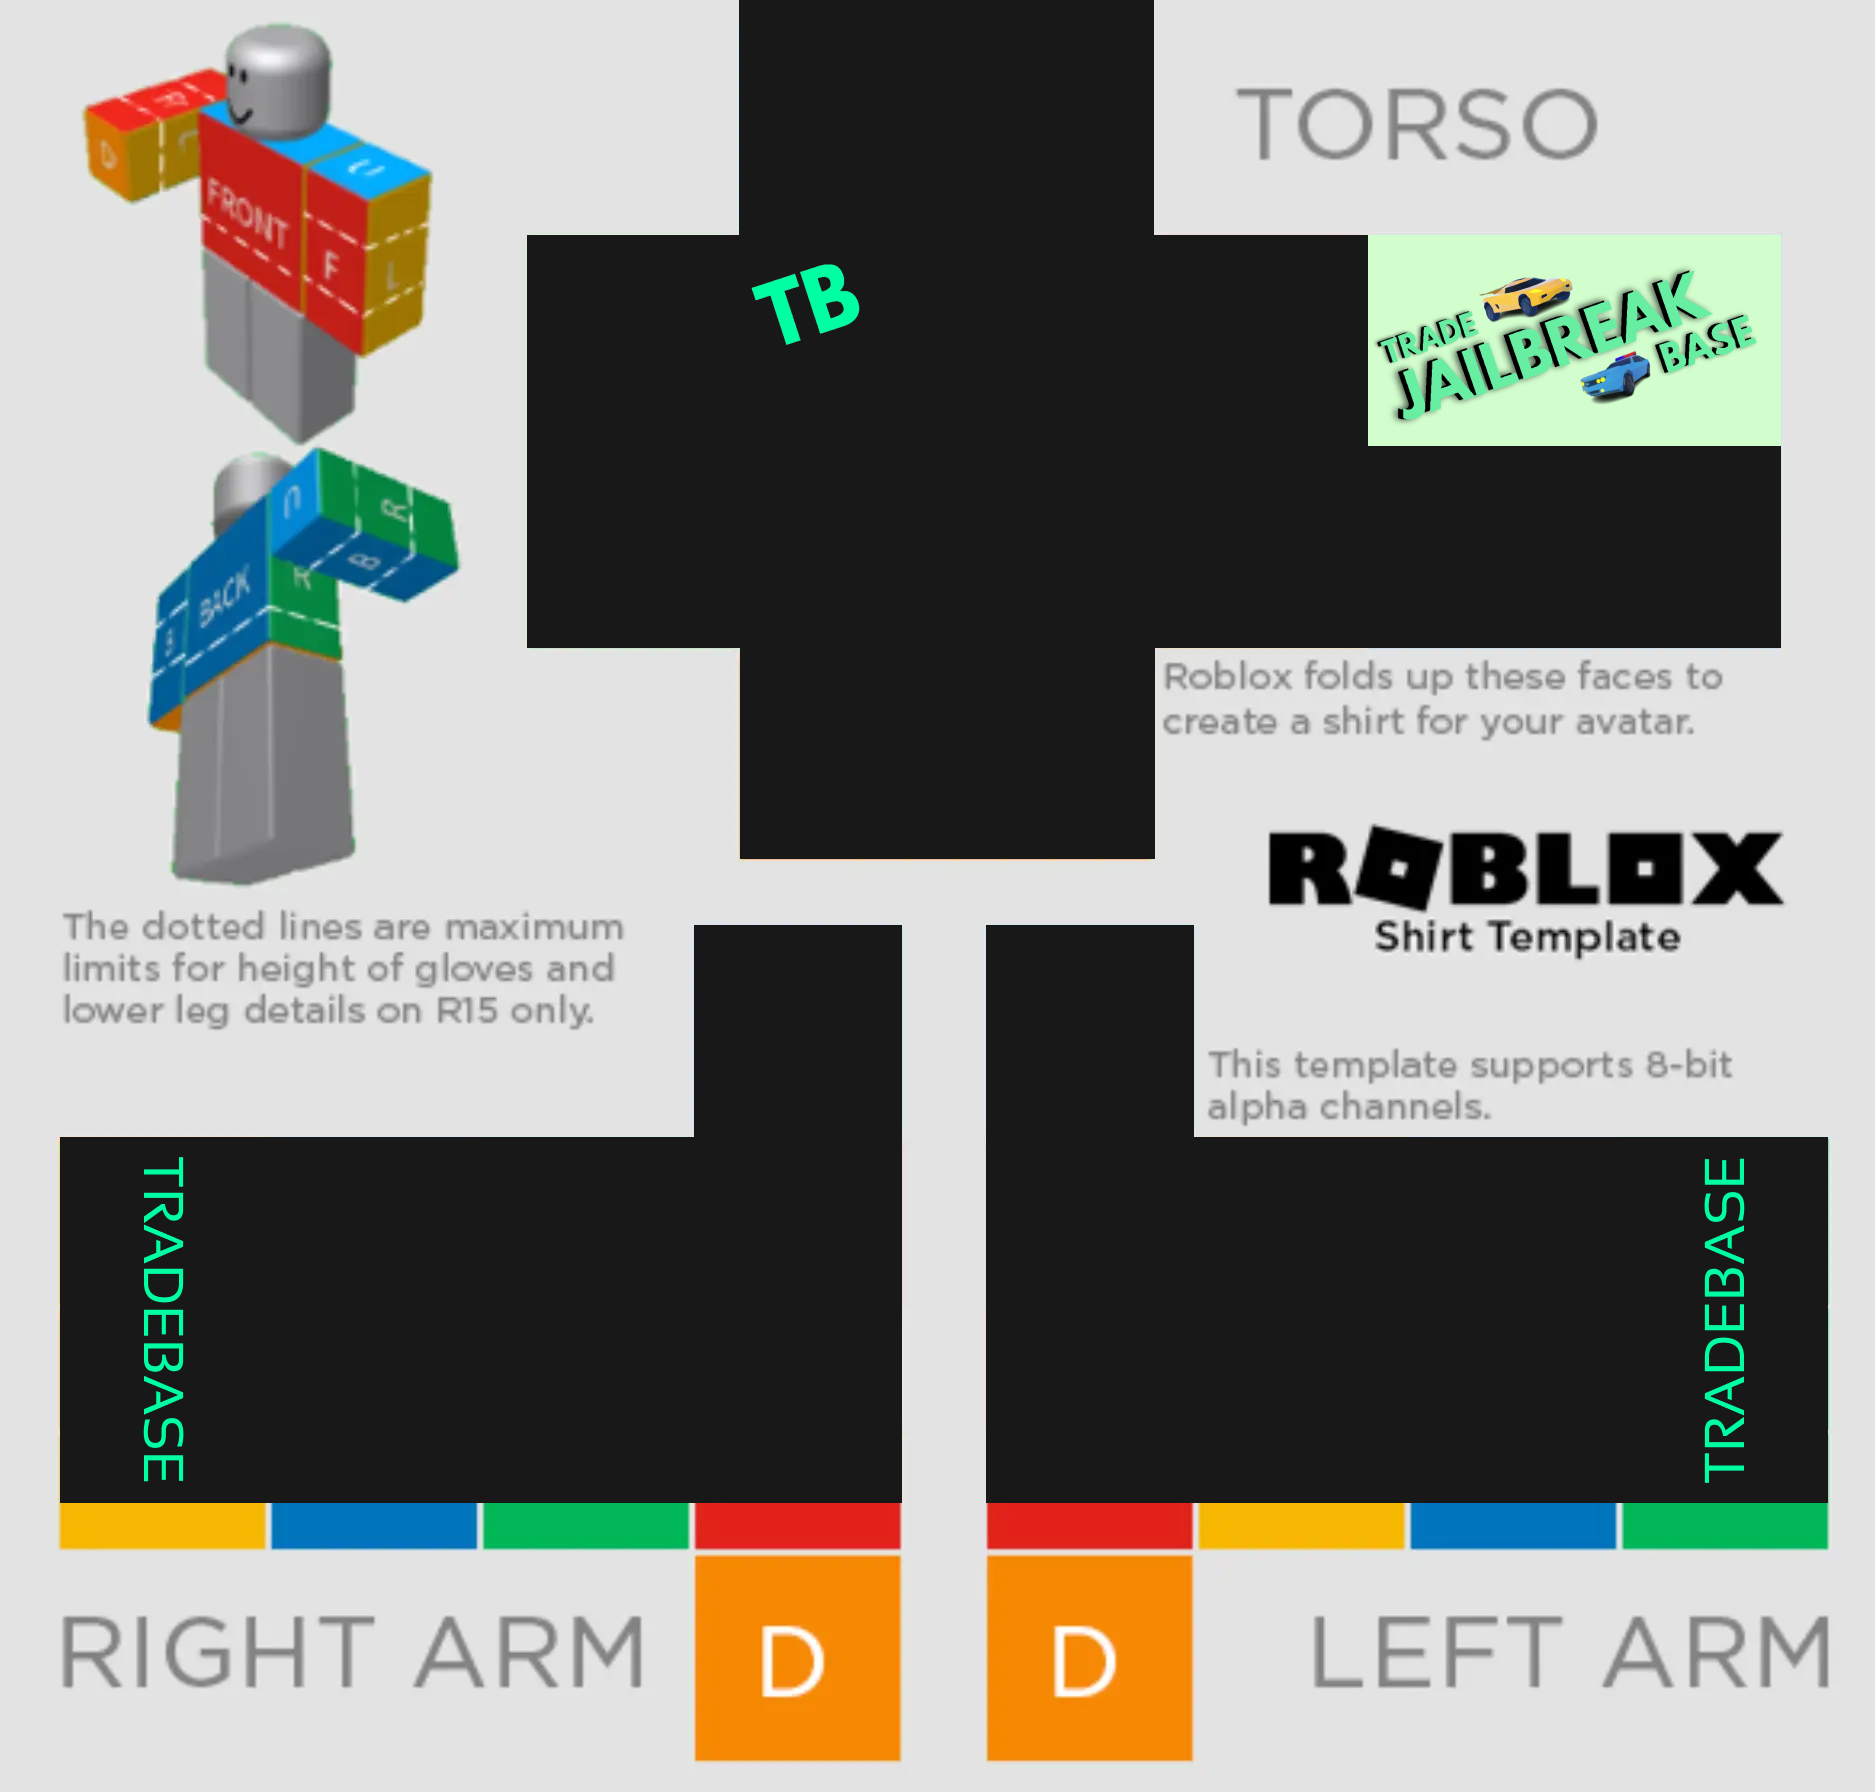 TORSO
R
D
L
U
FRONT
F
L
TB
TRADE
JAILBREAK
BASE
U
R
B
R
BACK
B
Roblox folds up these faces to
create a shirt for your avatar.
ROBLOX
Shirt Template
The dotted lines are maximum
limits for height of gloves and
lower leg details on R15 only.
This template supports 8-bit
alpha channels.
TRADEBASE
TRADEBASE
RIGHT ARM
D
D
LEFT ARM